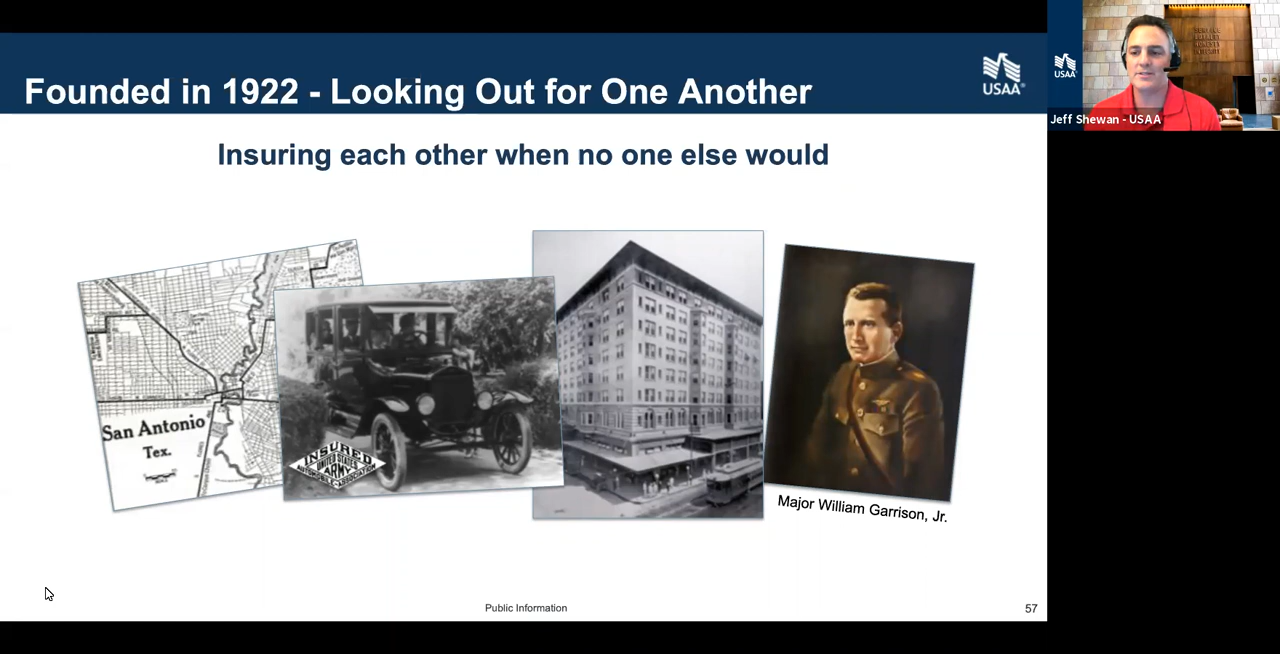 Founded in 1922 - Looking Out for One Another
USAA®
USAA®
Jeff Shewan - USAA
Insuring each other when no one else would
San Antonio
Tex.
INSURED
UNITED STATES
ARMY
AUTOMOBILE ASSOCIATION
Major William Garrison, Jr.
Public Information
57